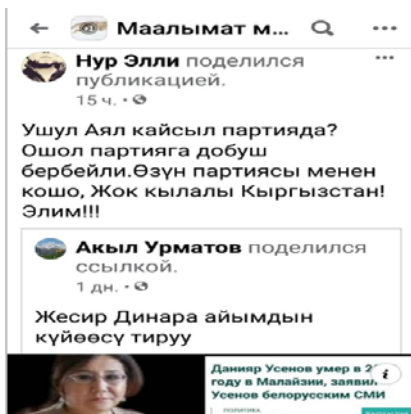 Маалымат м...
Нур Элли поделился
публикацией.
15 ч.
Ушул Аял кайсыл партияда?
Ошол партияга добуш
бербейли.Өзүн партиясы менен
кошо, Жок кылалы Кыргызстан!
Элим!!!
Акыл Урматов поделился
ссылкой.
1 дн.
Жесир Динара айымдын
күйөөсү тируу
Данияр Усенов умер в
году в Малайзии, заявил
Усенов белорусским СМИ
ПОЛИТИКА